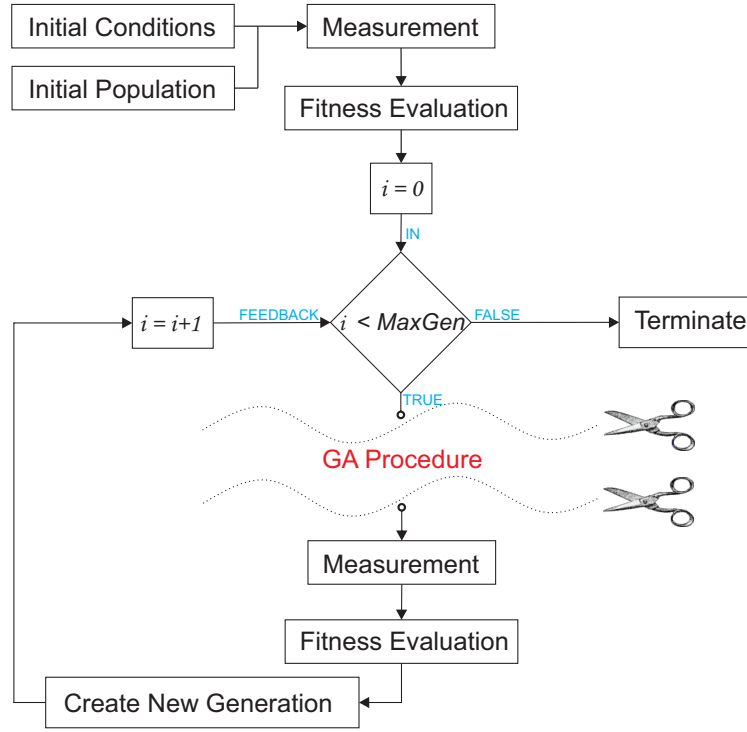 Initial Conditions
Measurement
Initial Population
Fitness Evaluation
i = 0
IN
i = i+1
FEEDBACK
i < MaxGen
FALSE
Terminate
TRUE
GA Procedure
Measurement
Fitness Evaluation
Create New Generation